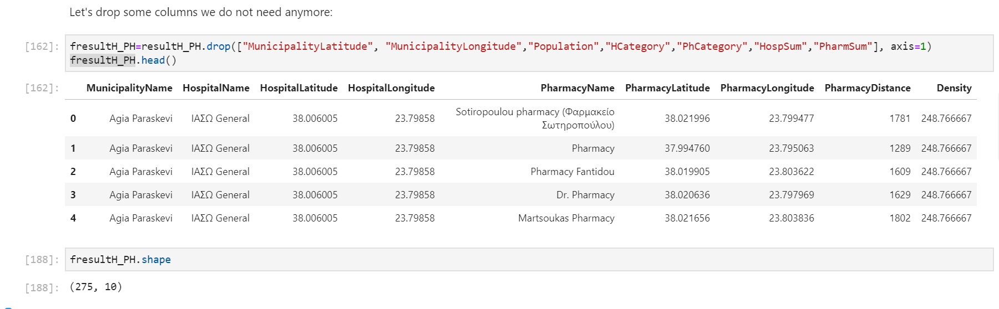 Let's drop some columns we do not need anymore:
[162]: fresultH_PH=resultH_PH.drop(["MunicipalityLatitude", "MunicipalityLongitude","Population","HCategory","PhCategory","HospSum","PharmSum"], axis=1)
fresultH_PH.head()
[162]: MunicipalityName HospitalName HospitalLatitude HospitalLongitude PharmacyName PharmacyLatitude PharmacyLongitude PharmacyDistance Density
0 Agia Paraskevi ΙΑΣΩ General 38.006005 23.79858 Sotiropoulou pharmacy (Φαρμακείο Σωτηροπούλου) 38.021996 23.799477 1781 248.766667
1 Agia Paraskevi ΙΑΣΩ General 38.006005 23.79858 Pharmacy 37.994760 23.795063 1289 248.766667
2 Agia Paraskevi ΙΑΣΩ General 38.006005 23.79858 Pharmacy Fantidou 38.019905 23.803622 1609 248.766667
3 Agia Paraskevi ΙΑΣΩ General 38.006005 23.79858 Dr. Pharmacy 38.020636 23.797969 1629 248.766667
4 Agia Paraskevi ΙΑΣΩ General 38.006005 23.79858 Martsoukas Pharmacy 38.021656 23.803836 1802 248.766667
[188]: fresultH_PH.shape
[188]: (275, 10)